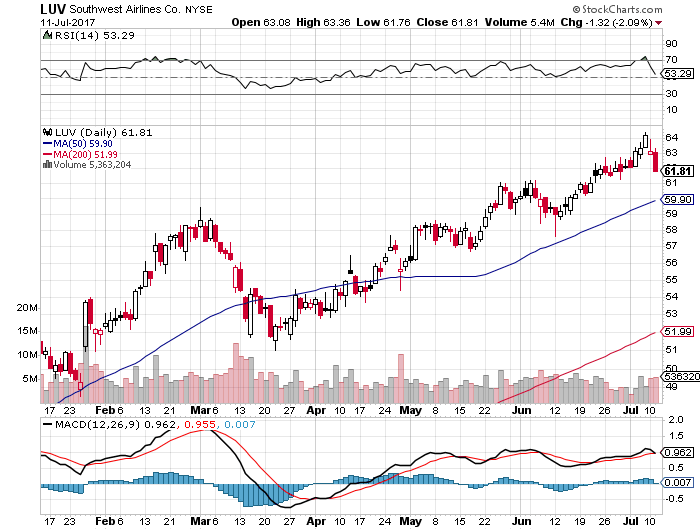 LUV Southwest Airlines Co. NYSE © StockCharts.com
11-Jul-2017 Open 63.08 High 63.36 Low 61.76 Close 61.81 Volume 5.4M Chg -1.32 (-2.09%)
RSI(14) 53.29
90
70
53.29
50
30
10
LUV (Daily) 61.81
MA(50) 59.90
MA(200) 51.99
Volume 5,363,204
64
63
61.81
61
59.90
59
58
57
56
55
54
53
20M
15M
51.99
51
10M
50
5M
5363320
49
17 23 Feb 6 13 21 27 Mar 6 13 20 27 Apr 10 17 24 May 8 15 22 Jun 12 19 26 Jul 10
MACD(12,26,9) 0.962, 0.955, 0.007
2.0
1.5
0.962
0.5
0.007
-0.5
17 23 Feb 6 13 21 27 Mar 6 13 20 27 Apr 10 17 24 May 8 15 22 Jun 12 19 26 Jul 10